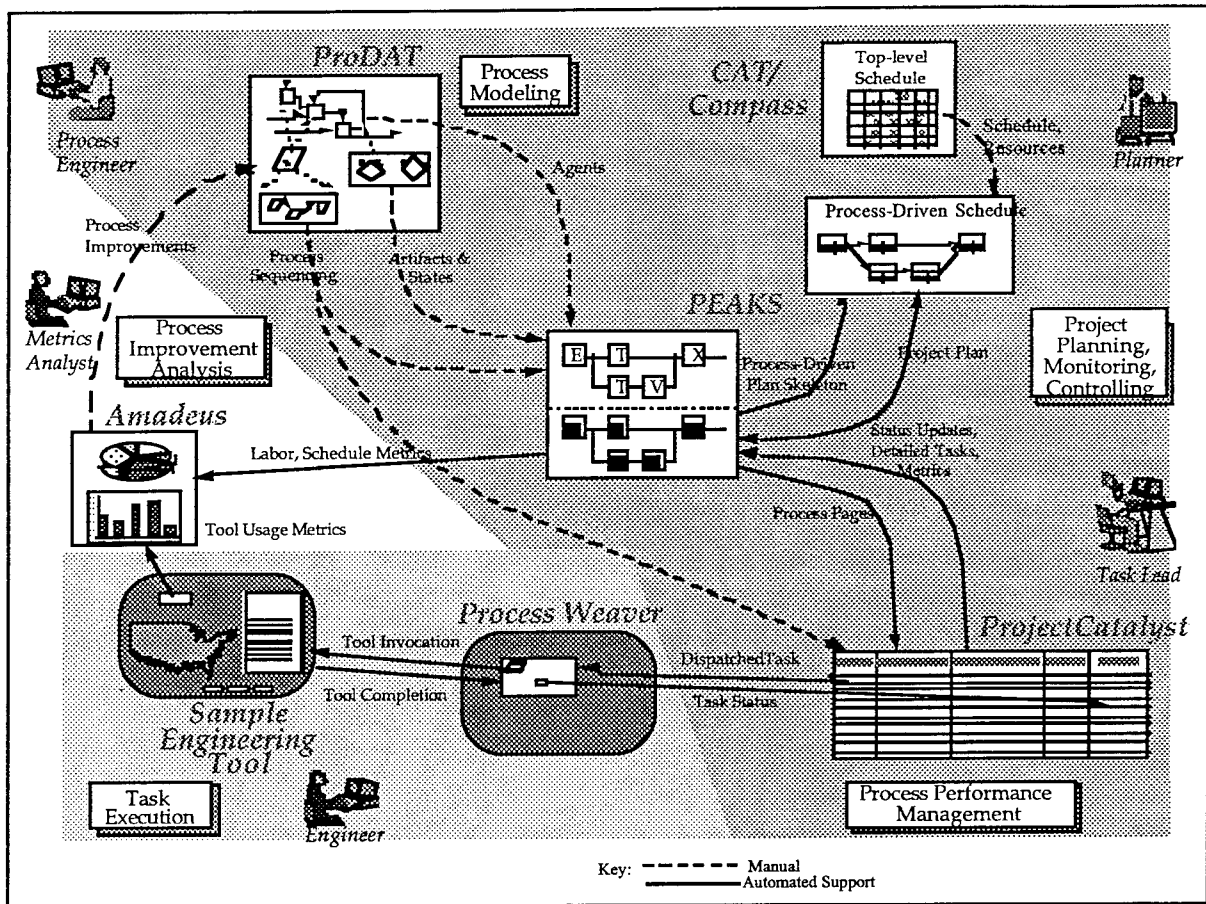 ProDAT
Process
Modeling
CAT/
Compass
Top-level
Schedule
Process
Engineer
Schedule,
Resources
Planner
Agents
Process
Improvements
Process-Driven Schedule
Process
Sequencing
Artifacts &
States
PEAKS
Metrics
Analyst
Process
Improvement
Analysis
Project
Planning,
Monitoring,
Controlling
E
T
X
T
V
Process-Driven
Plan Skeleton
Project Plan
Amadeus
Labor, Schedule Metrics
Status Updates,
Detailed Tasks,
Metrics
Process Pages
Tool Usage Metrics
Task Lead
Process Weaver
ProjectCatalyst
Tool Invocation
Tool Completion
Dispatched Task
Task Status
Sample
Engineering
Tool
Task
Execution
Engineer
Process Performance
Management
Key:
Manual
Automated Support